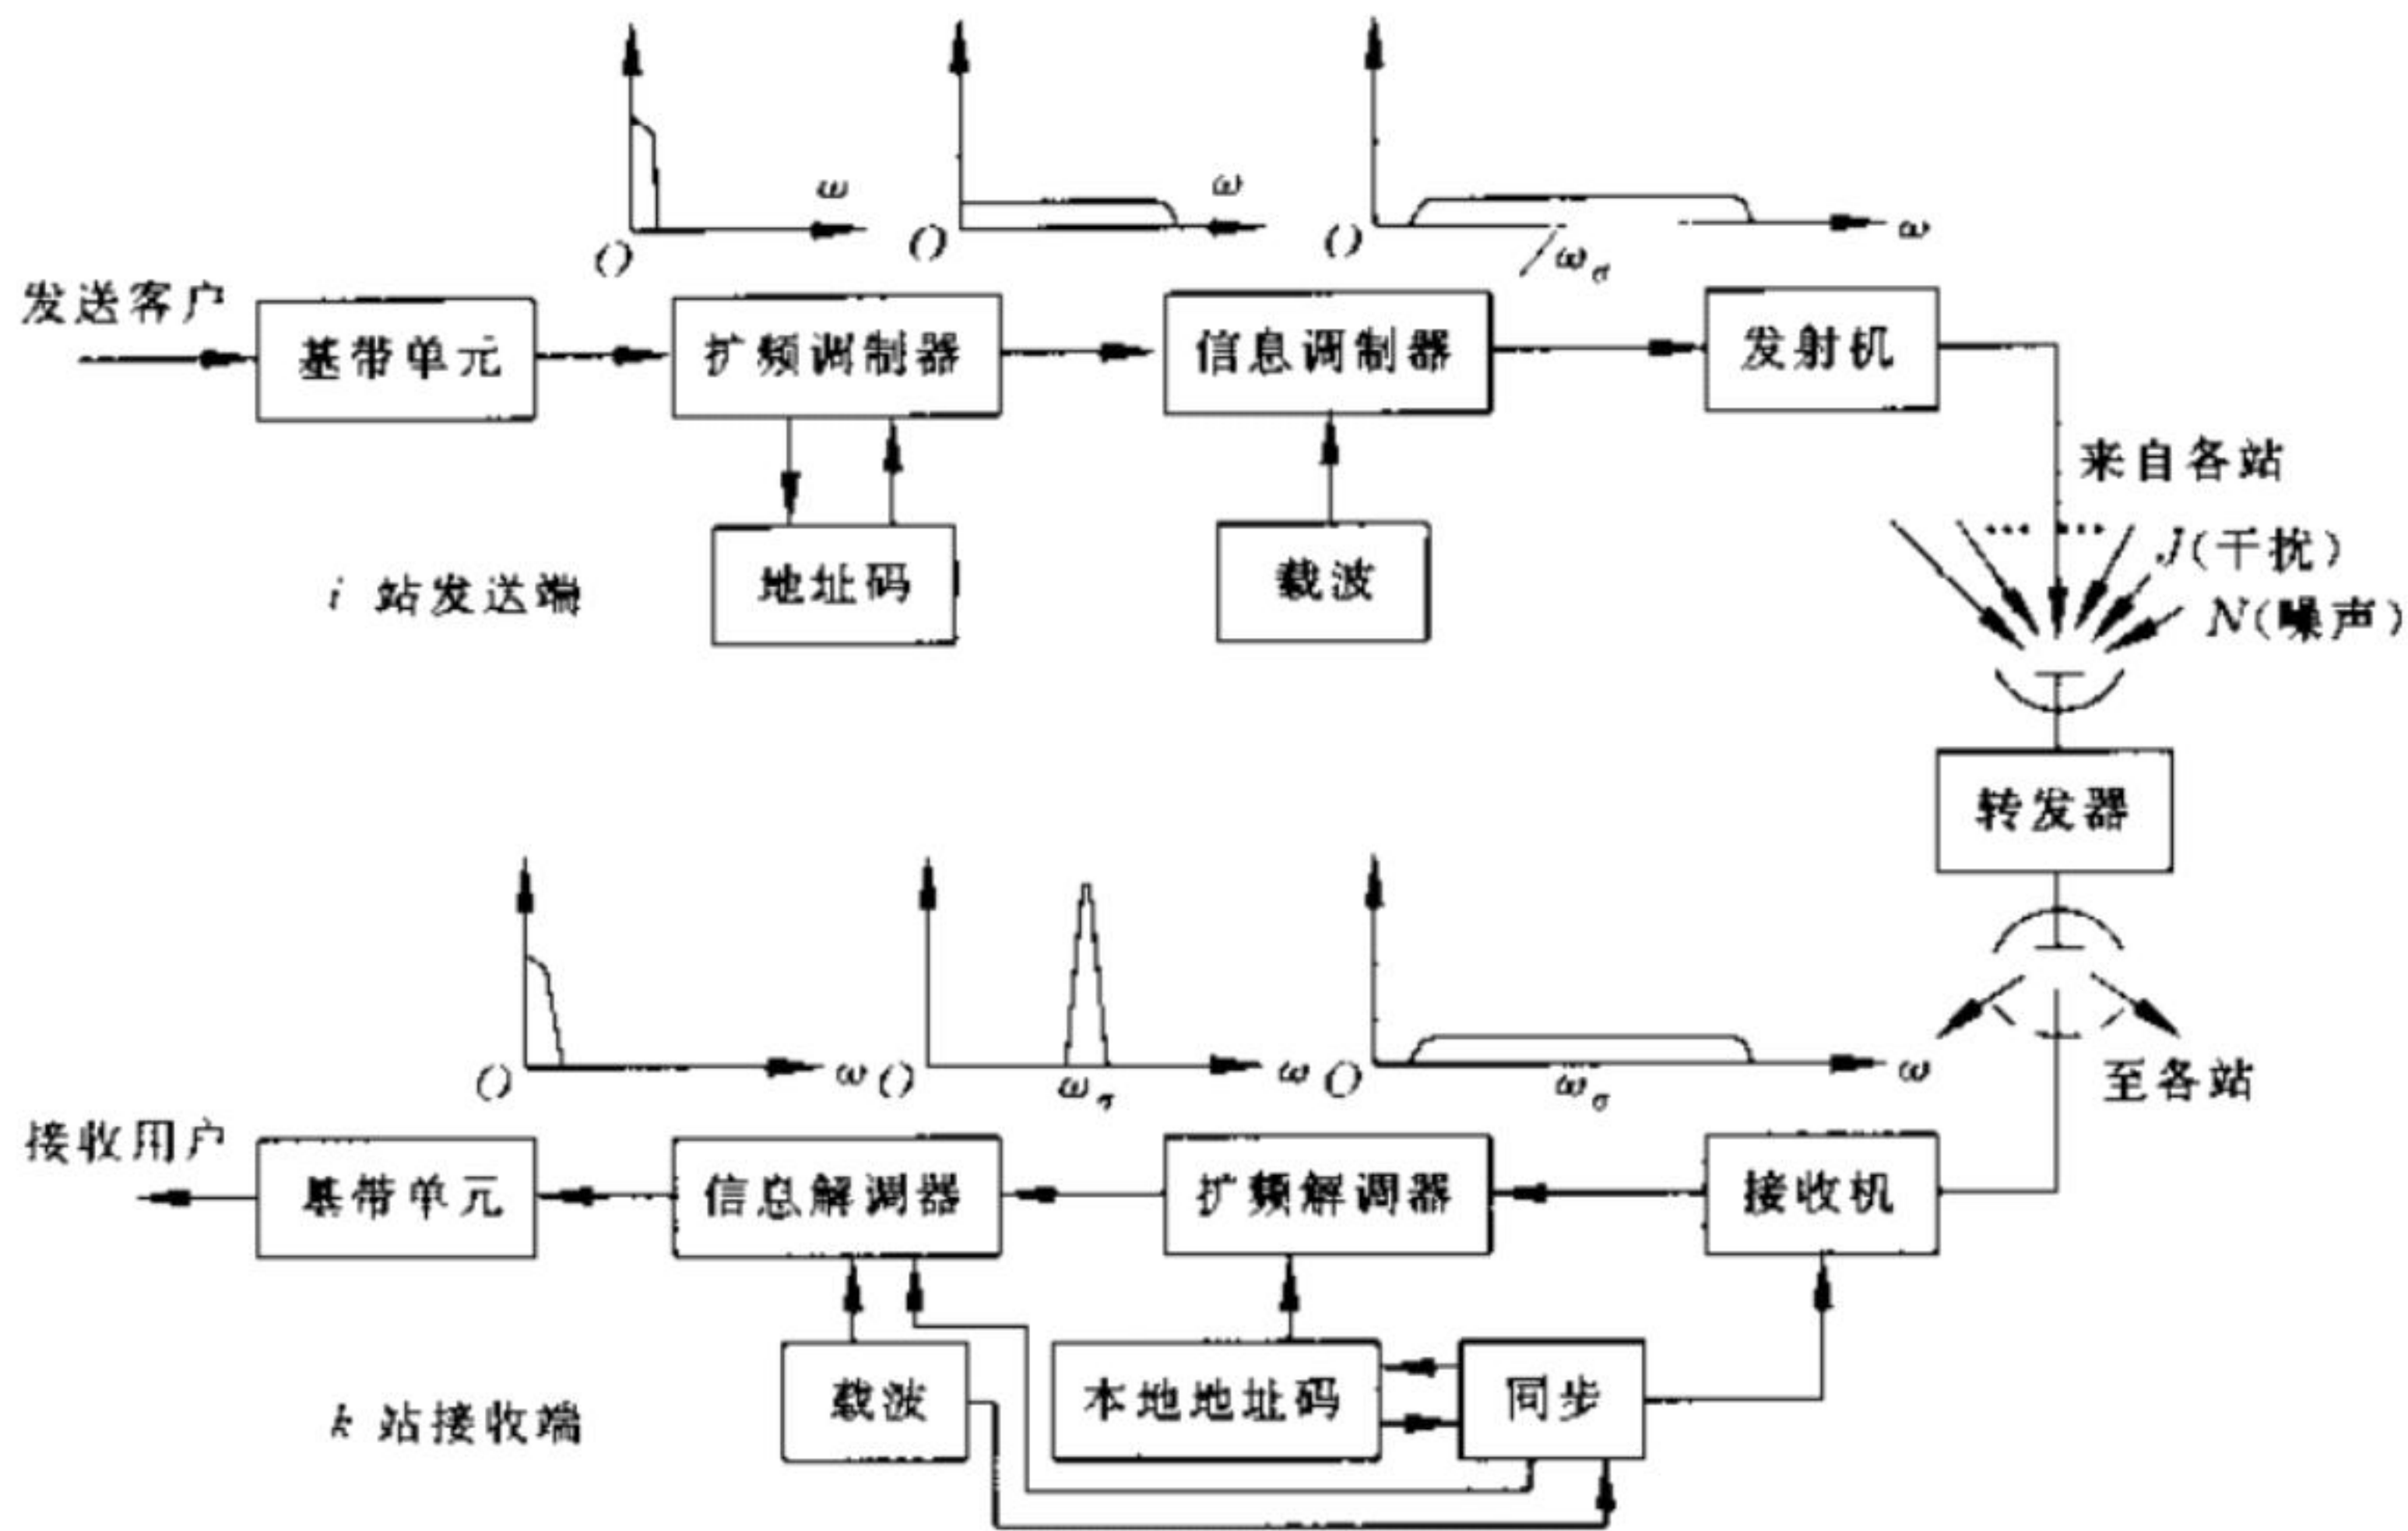 ω
ω
O
O
O
ω
ω_σ
发送客户
基带单元
扩频调制器
信息调制器
发射机
来自各站
J(干扰)
i 站发送端
地址码
载波
N(噪声)
转发器
O
ω
O
ω_σ
ω
O
ω_σ
ω
至各站
接收用户
基带单元
信息解调器
扩频解调器
接收机
k 站接收端
载波
本地地址码
同步